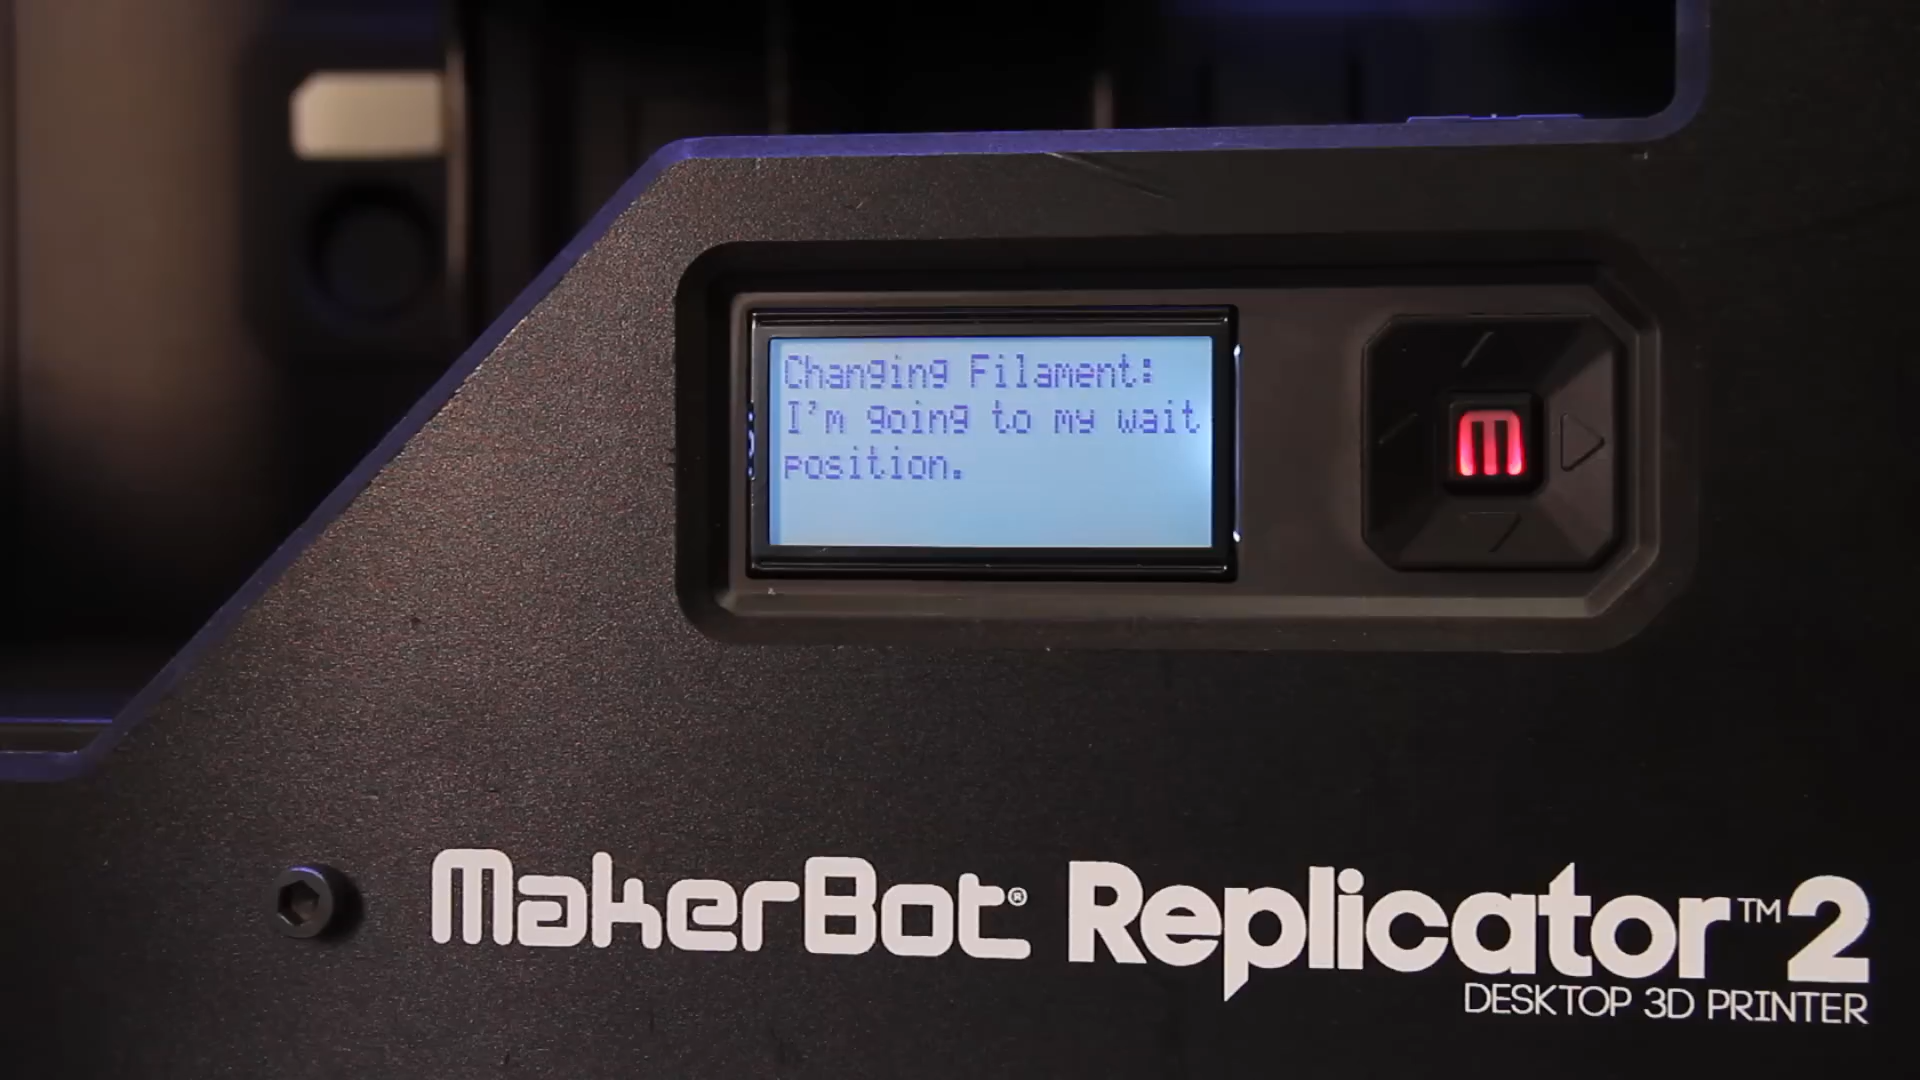 Changing Filament:
I'm going to my wait
position.
M
MakerBot® Replicator™2
DESKTOP 3D PRINTER